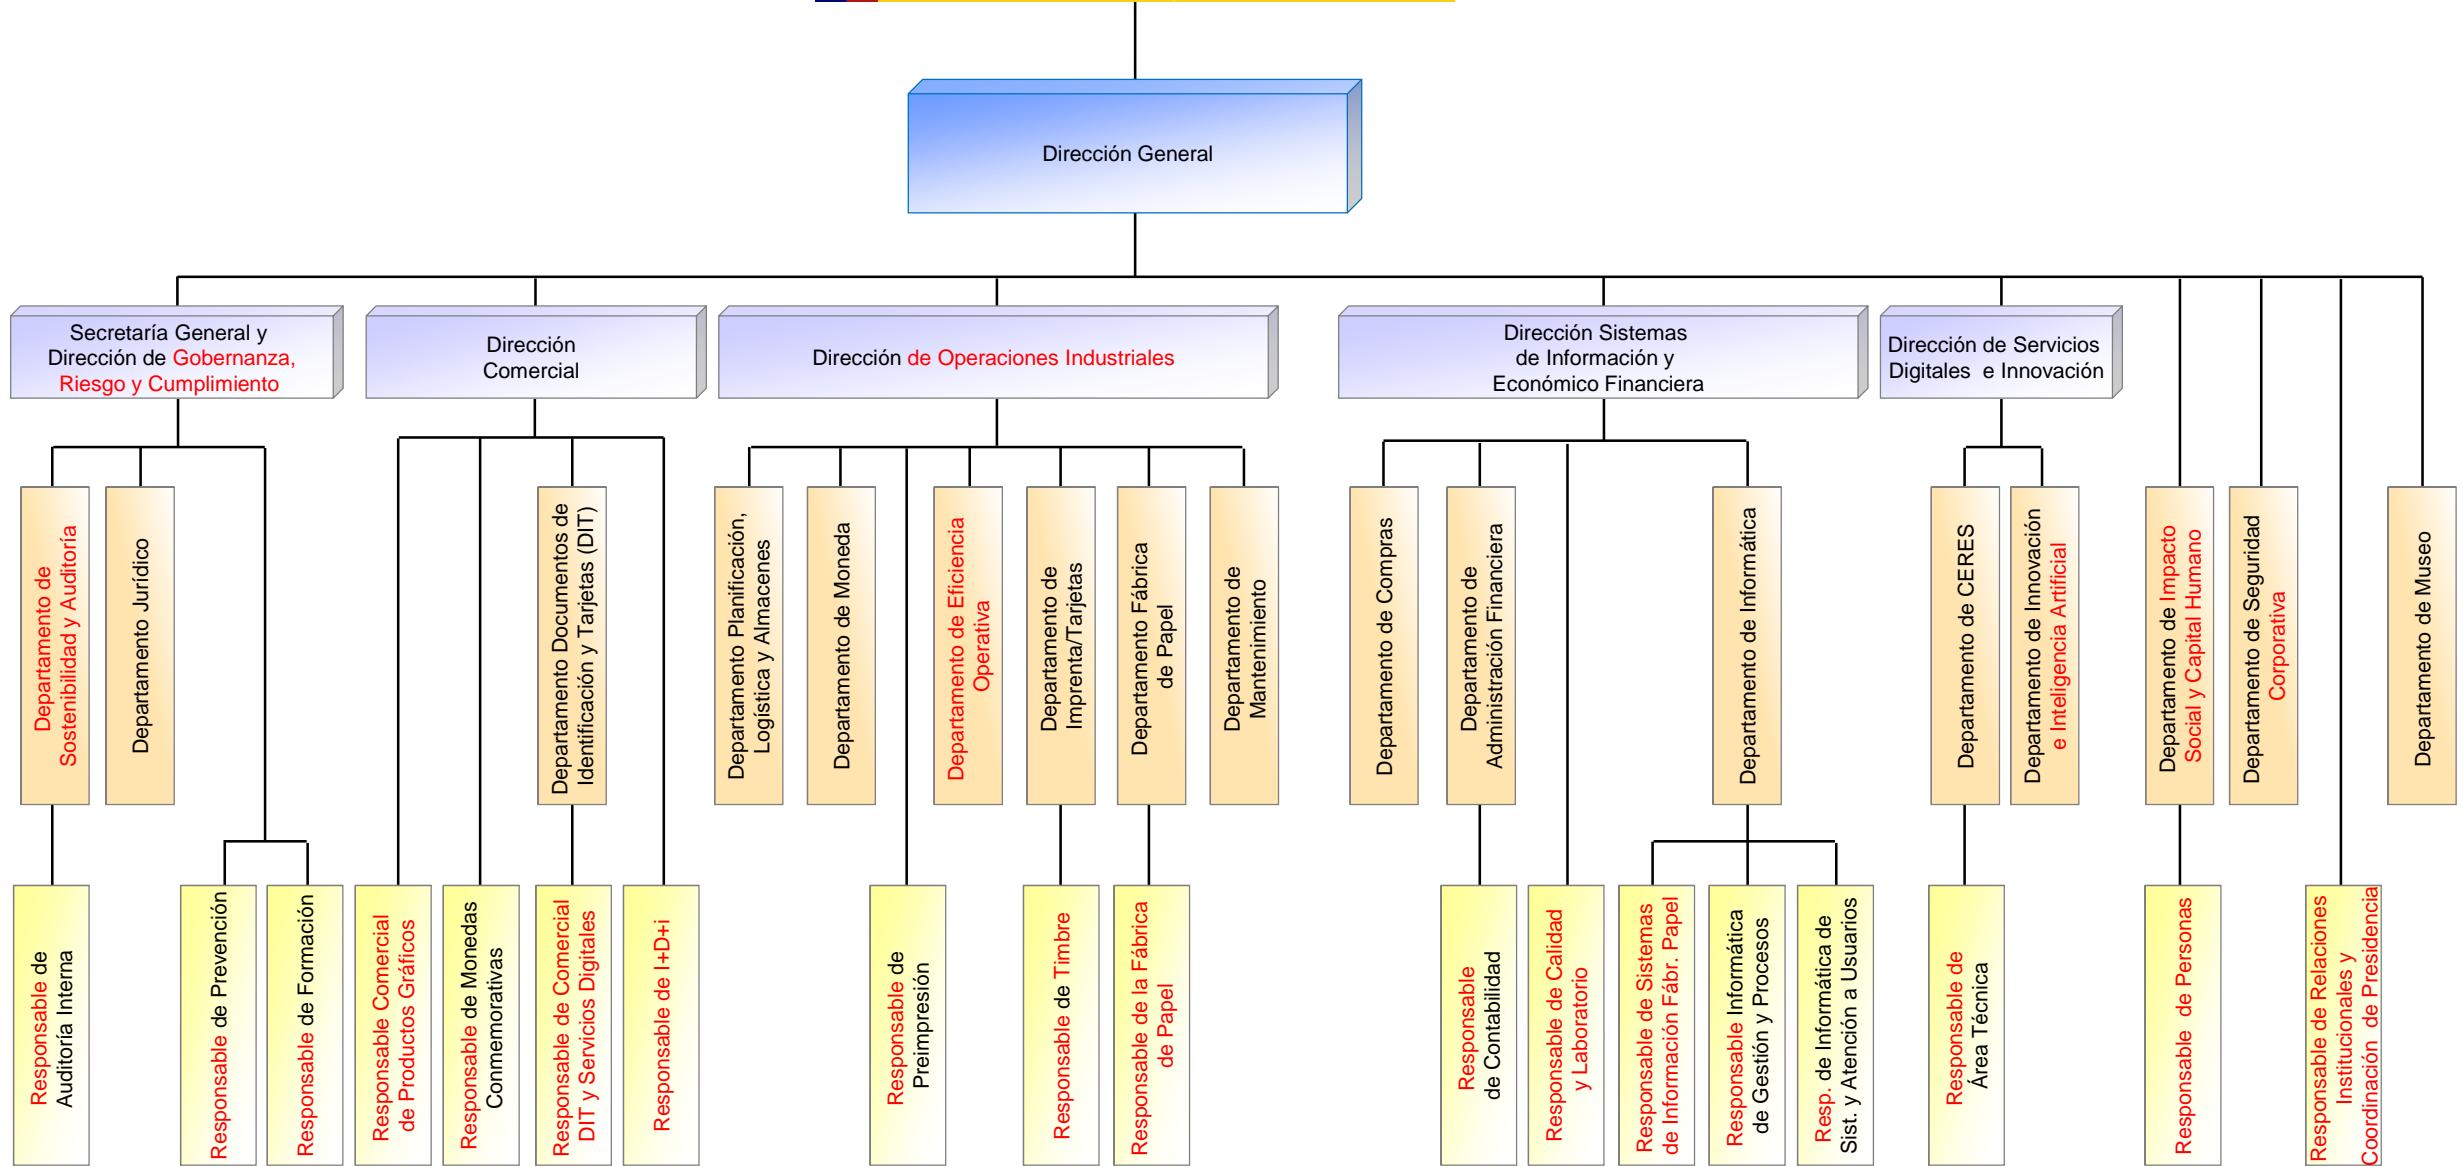 Dirección General
Secretaría General y
Dirección de Gobernanza,
Riesgo y Cumplimiento
Dirección
Comercial
Dirección de Operaciones Industriales
Dirección Sistemas
de Información y
Económico Financiera
Dirección de Servicios
Digitales e Innovación
Departamento de
Sostenibilidad y Auditoría
Departamento Jurídico
Departamento Documentos de
Identificación y Tarjetas (DIT)
Departamento Planificación,
Logística y Almacenes
Departamento de Moneda
Departamento de Eficiencia
Operativa
Departamento de
Imprenta/Tarjetas
Departamento Fábrica
de Papel
Departamento de
Mantenimiento
Departamento de Compras
Departamento de
Administración Financiera
Departamento de Informática
Departamento de CERES
Departamento de Innovación
e Inteligencia Artificial
Departamento de Impacto
Social y Capital Humano
Departamento de Seguridad
Corporativa
Departamento de Museo
Responsable de
Auditoría Interna
Responsable de Prevención
Responsable de Formación
Responsable Comercial
de Productos Gráficos
Responsable de Monedas
Conmemorativas
Responsable de Comercial
DIT y Servicios Digitales
Responsable de I+D+i
Responsable de
Preimpresión
Responsable de Timbre
Responsable de la Fábrica
de Papel
Responsable
de Contabilidad
Responsable de Calidad
y Laboratorio
Responsable de Sistemas
de Información Fábr. Papel
Responsable Informática
de Gestión y Procesos
Resp. de Informática de
Sist. y Atención a Usuarios
Responsable de
Área Técnica
Responsable de Personas
Responsable de Relaciones
Institucionales y
Coordinación de Presidencia